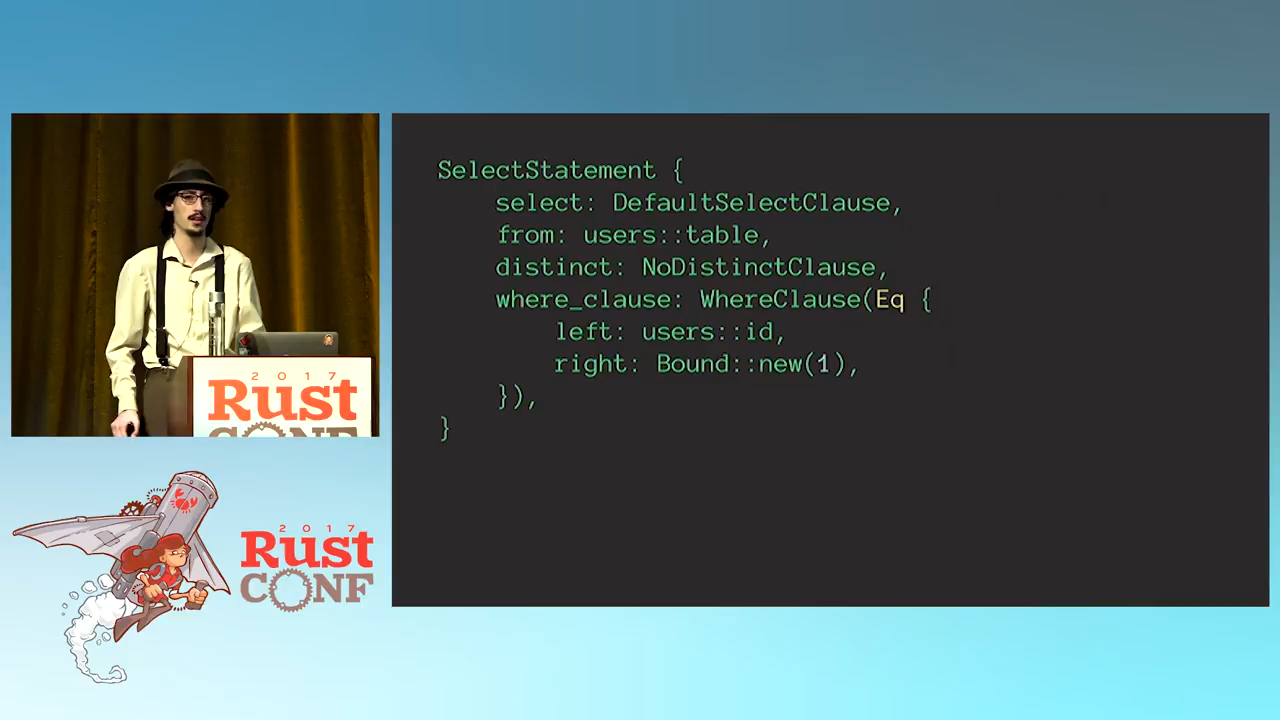 SelectStatement {
select: DefaultSelectClause,
from: users::table,
distinct: NoDistinctClause,
where_clause: WhereClause(Eq {
left: users::id,
right: Bound::new(1),
}),
}
2017
Rust
CONF
2017
Rust
CONF